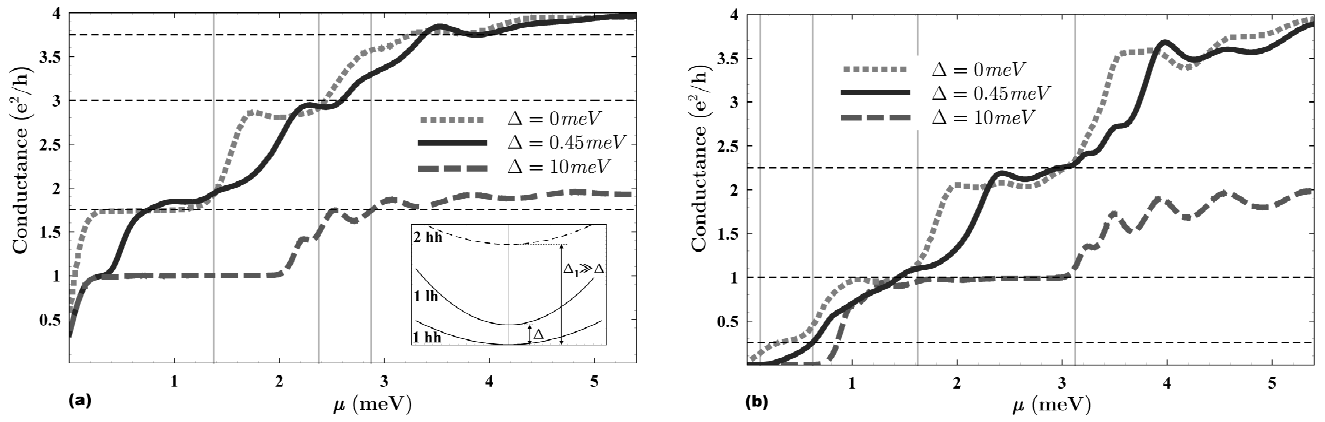 4
3.5
3
2.5
2
1.5
1
0.5
Conductance (e²/h)
Δ = 0meV
Δ = 0.45meV
Δ = 10meV
2 hh
1 lh
1 hh
Δ₁≫Δ
Δ
1 2 3 4 5
(a)
μ (meV)
4
3.5
3
2.5
2
1.5
1
0.5
Conductance (e²/h)
Δ = 0meV
Δ = 0.45meV
Δ = 10meV
1 2 3 4 5
(b)
μ (meV)